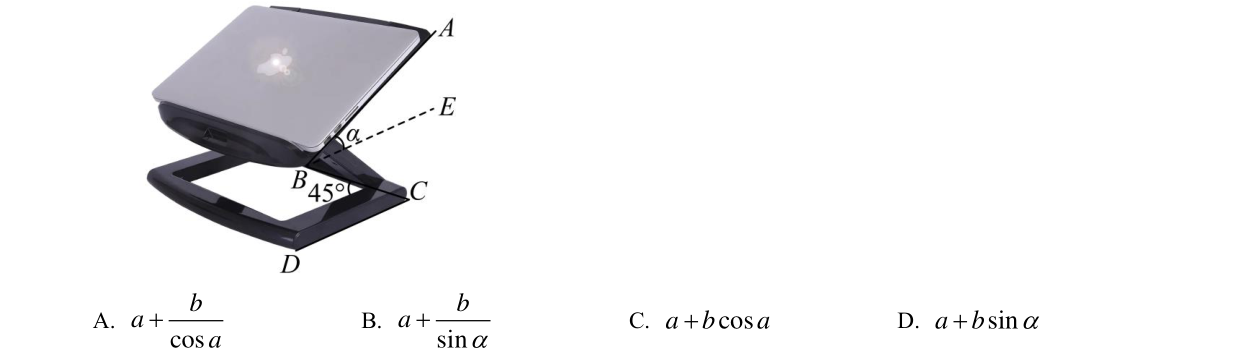 A
E
α
B
45°
C
D
A. a + b/cos a B. a + b/sin α C. a + b cos a D. a + b sin α